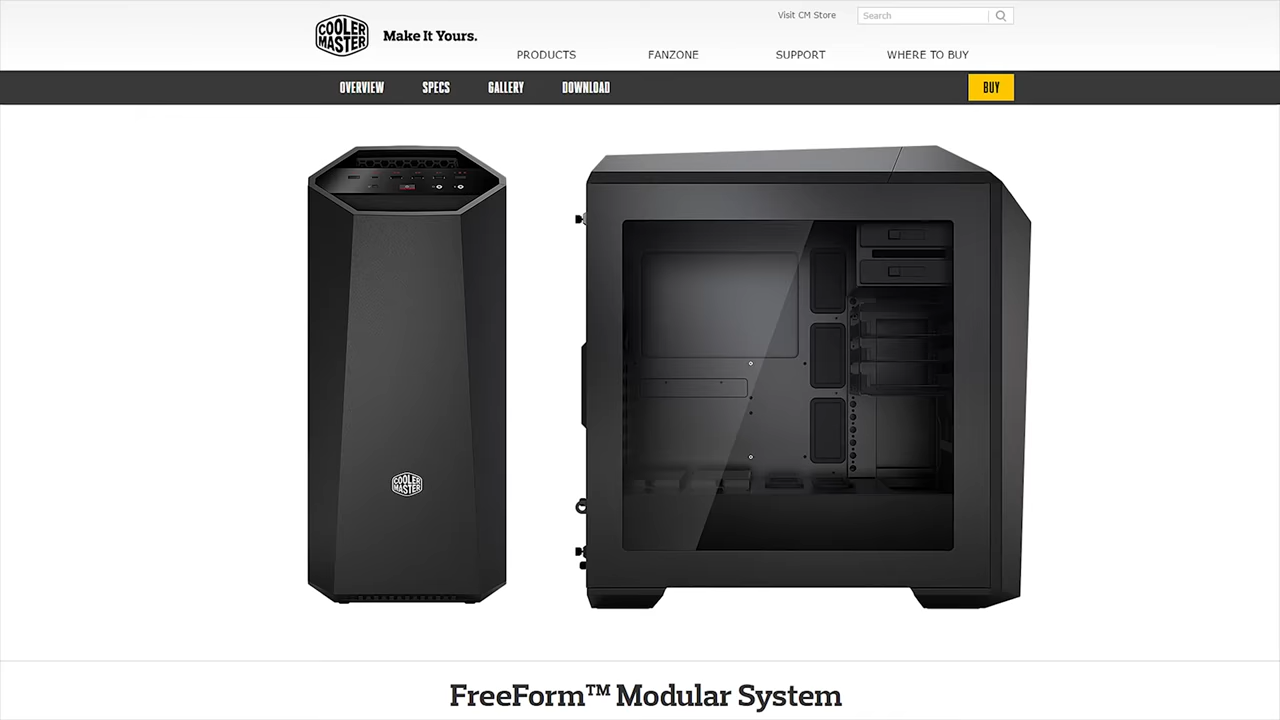 Visit CM Store
Search
COOLER MASTER
Make It Yours.
PRODUCTS
FANZONE
SUPPORT
WHERE TO BUY
OVERVIEW
SPECS
GALLERY
DOWNLOAD
BUY
COOLER MASTER
FreeForm™ Modular System